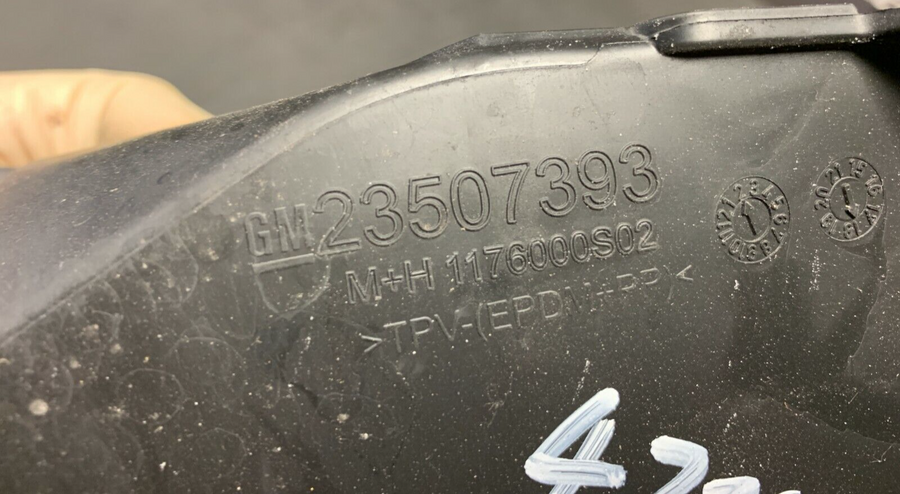 GM 23507393
M+H 1176000S02
>TPV-(EPDM+PP)<